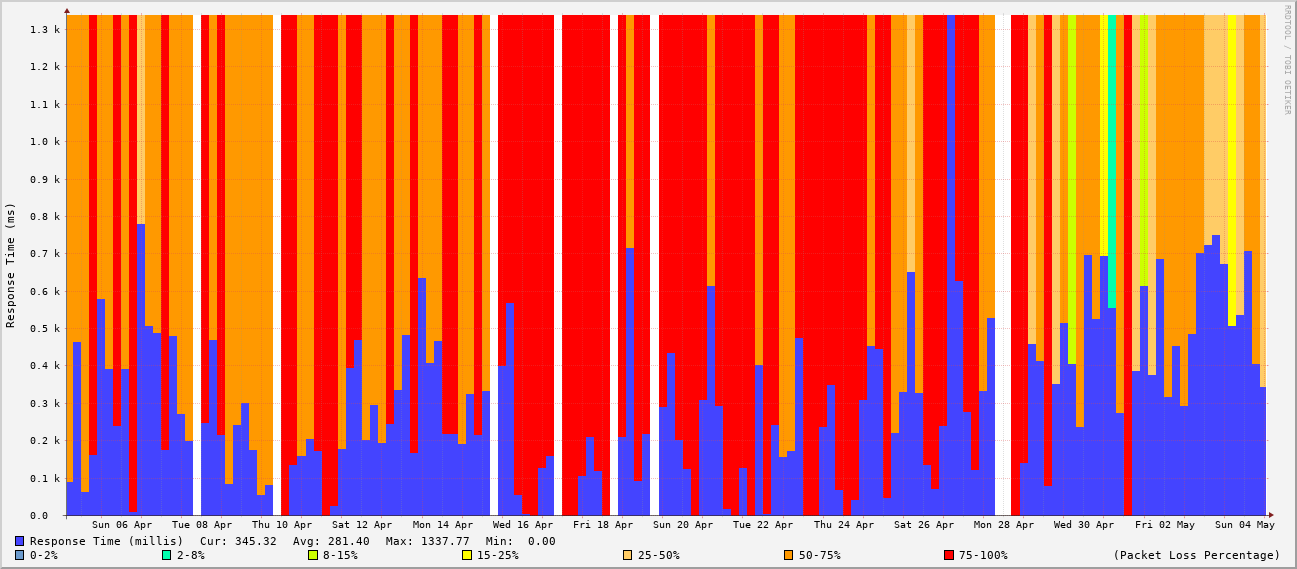 RRDTOOL / TOBI OETIKER
Response Time (ms)
1.3 k
1.2 k
1.1 k
1.0 k
0.9 k
0.8 k
0.7 k
0.6 k
0.5 k
0.4 k
0.3 k
0.2 k
0.1 k
0.0
Sun 06 Apr Tue 08 Apr Thu 10 Apr Sat 12 Apr Mon 14 Apr Wed 16 Apr Fri 18 Apr Sun 20 Apr Tue 22 Apr Thu 24 Apr Sat 26 Apr Mon 28 Apr Wed 30 Apr Fri 02 May Sun 04 May
Response Time (millis) Cur: 345.32 Avg: 281.40 Max: 1337.77 Min: 0.00
0-2% 2-8% 8-15% 15-25% 25-50% 50-75% 75-100% (Packet Loss Percentage)